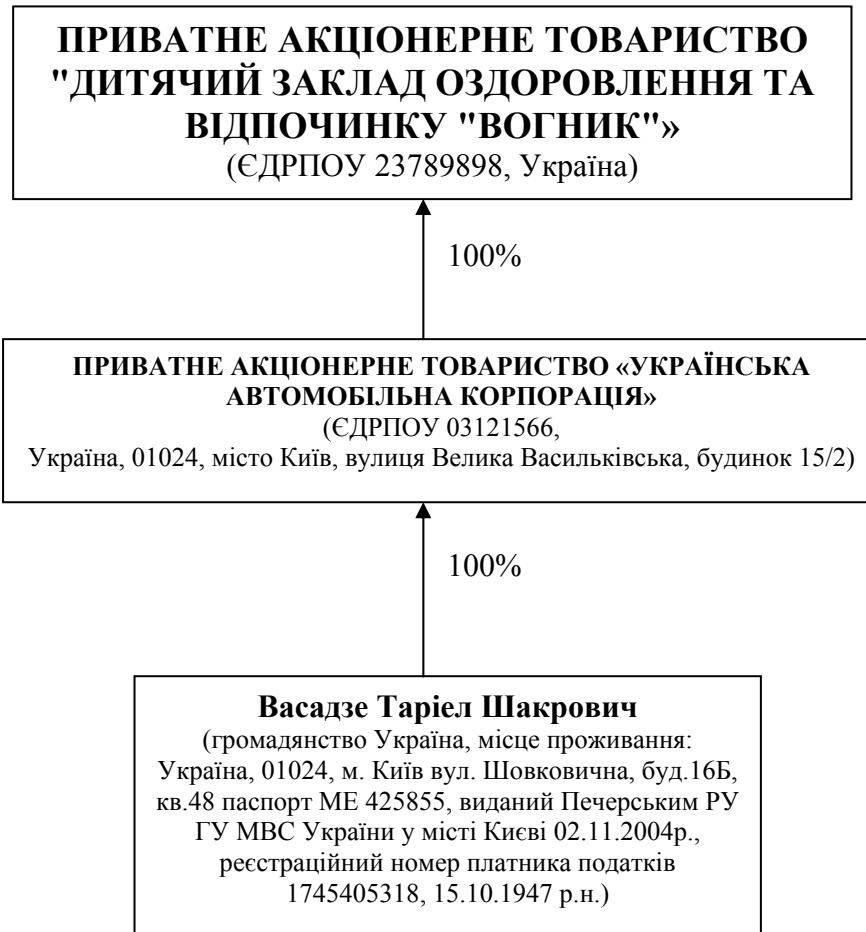 ПРИВАТНЕ АКЦІОНЕРНЕ ТОВАРИСТВО
"ДИТЯЧИЙ ЗАКЛАД ОЗДОРОВЛЕННЯ ТА
ВІДПОЧИНКУ "ВОГНИК"»
(ЄДРПОУ 23789898, Україна)
100%
ПРИВАТНЕ АКЦІОНЕРНЕ ТОВАРИСТВО «УКРАЇНСЬКА
АВТОМОБІЛЬНА КОРПОРАЦІЯ»
(ЄДРПОУ 03121566,
Україна, 01024, місто Київ, вулиця Велика Васильківська, будинок 15/2)
100%
Васадзе Таріел Шакрович
(громадянство Україна, місце проживання:
Україна, 01024, м. Київ вул. Шовковична, буд.16Б,
кв.48 паспорт МЕ 425855, виданий Печерським РУ
ГУ МВС України у місті Києві 02.11.2004р.,
реєстраційний номер платника податків
1745405318, 15.10.1947 р.н.)